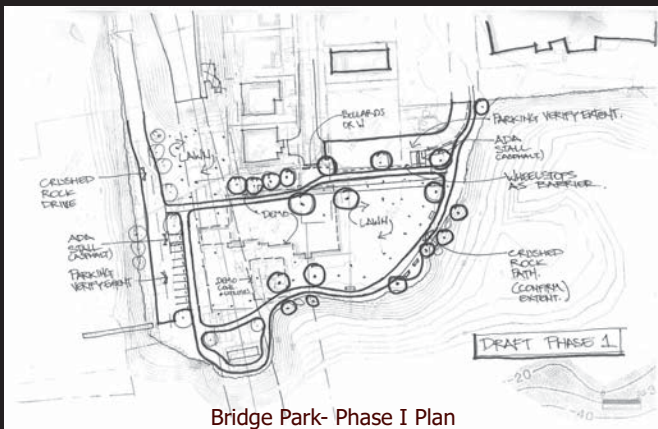 BOLLARDS
OR W
PARKING VERIFY EXTENT.
ADA
STALL
(ASPHALT)
LAWN
WHEELSTOPS
AS BARRIER
CRUSHED
ROCK
DRIVE
DEMO
LAWN
ADA
STALL
(ASPHALT)
PARKING
VERIFY EXTENT
DEMO
CRUSHED
ROCK
PATH.
(CONFIRM)
EXTENT.
DRAFT PHASE 1
-20
-40
Bridge Park- Phase I Plan